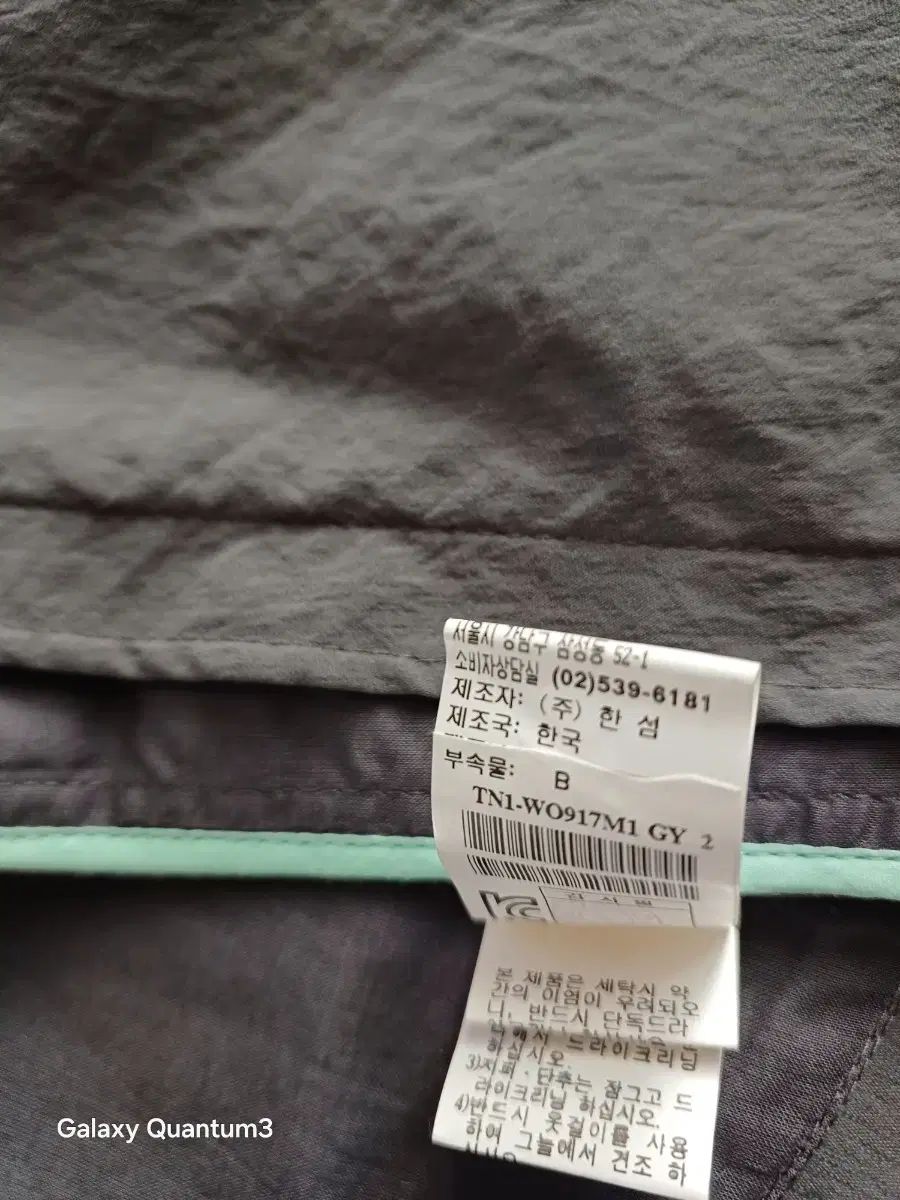 서울시 강남구 삼성동 52-1
소비자상담실 (02)539-6181
제조자: (주) 한 섬
제조국: 한국
부속물: B
TN1-WO917M1 GY 2
본 제품은 세탁시 약
간의 이염이 우려되오
니, 반드시 단독드라
드라이크리닝
하십시오.
3)지퍼, 단추는 잠그고 드
라이크리닝 하십시오.
4)반드시 옷걸이를 사용
하여 그늘에서 건조 하
Galaxy Quantum3